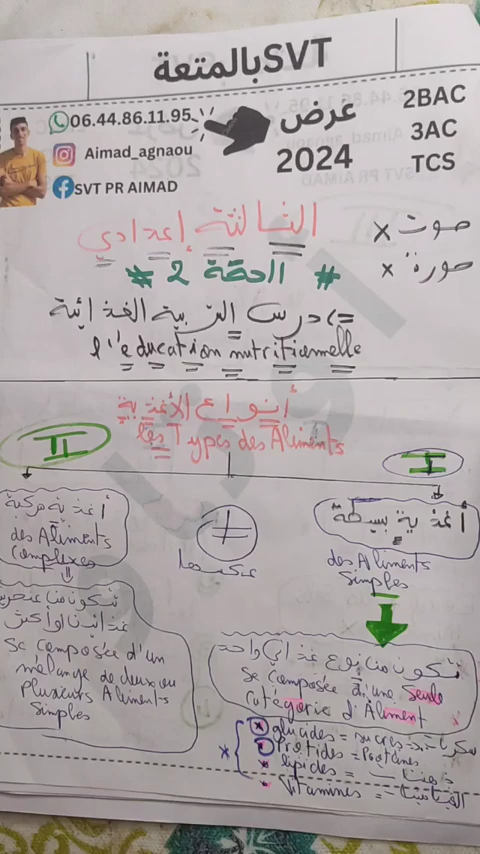 SVTبالمتعة
06.44.86.11.95
Aimad_agnaou
SVT PR AIMAD
عرض
2024
2BAC
3AC
TCS
الثالثة إعدادي
# الحصة 2 #
صوت x
صورة x
=> درس التربية الغذائية
l'education nutritionnelle
أنواع الأغذية
les Types des Aliments
I
أغذية بسيطة
des Aliments
Simples
تتكون من نوع غذائي واحد
se composée d'une seule
catégorie d'Aliment
glucides = sucres = سكريات
Protides = Protéines
lipides = دهنيات
Vitamines = الفيتامينات
≠
عكسها
II
أغذية مركبة
des Aliments
Complexes
تتكون من عنصرين
غذائيين أو أكثر
se composée d'un
mélange de deux ou
plusieurs Aliments
Simples